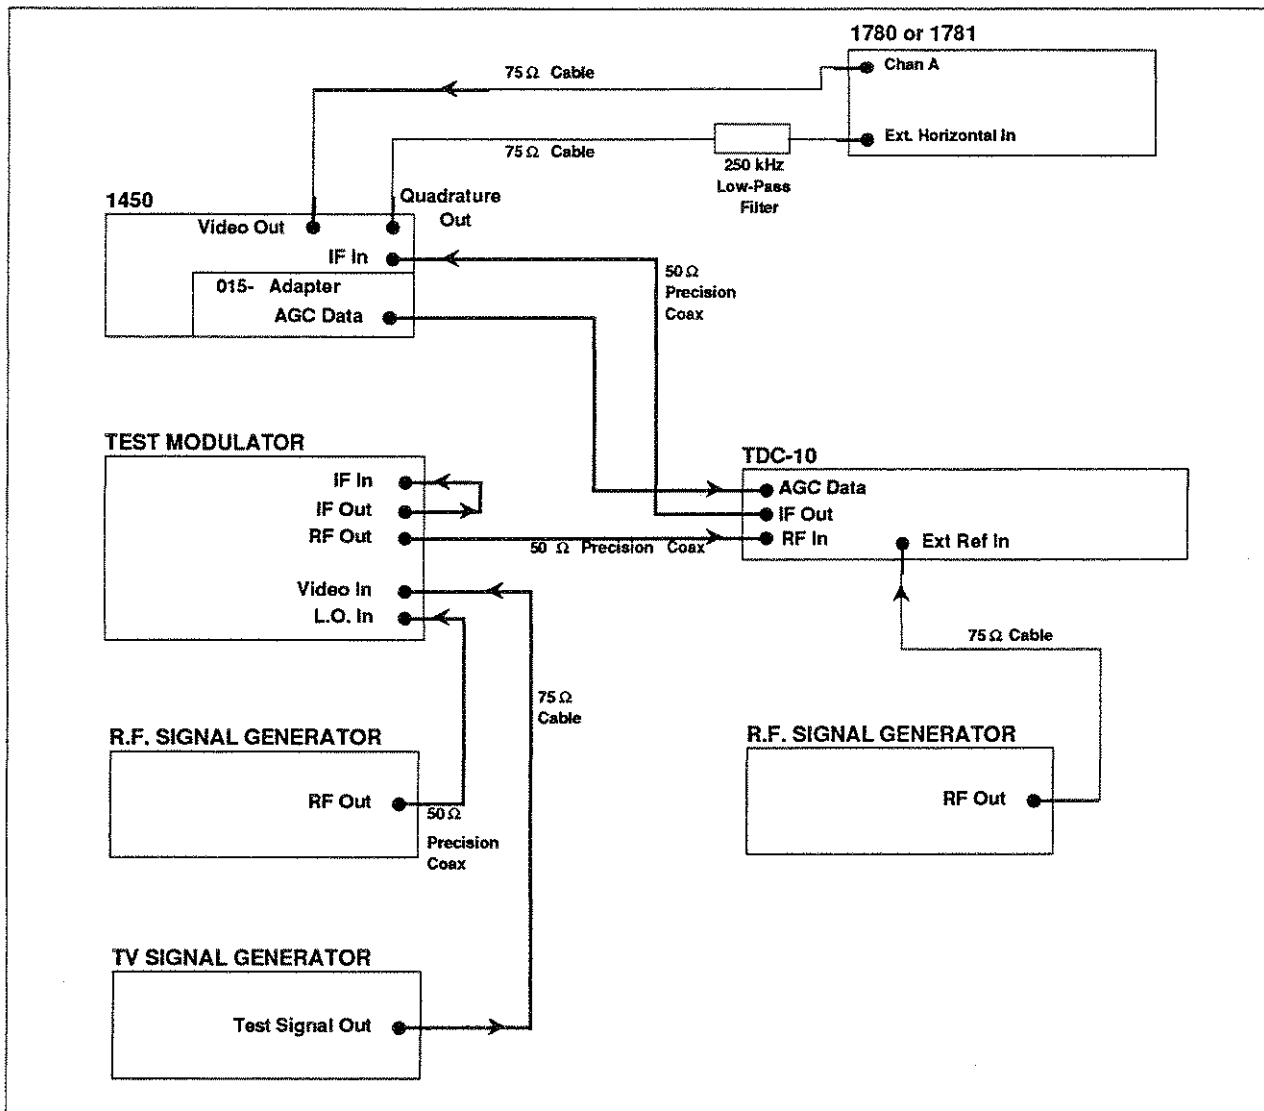 1780 or 1781
Chan A
75 Ω Cable
Ext. Horizontal In
75 Ω Cable
250 kHz
Low-Pass
Filter
1450
Quadrature
Out
Video Out
IF In
015- Adapter
AGC Data
50 Ω
Precision
Coax
TEST MODULATOR
IF In
IF Out
RF Out
Video In
L.O. In
50 Ω Precision Coax
TDC-10
AGC Data
IF Out
RF In
Ext Ref In
75 Ω Cable
75 Ω
Cable
R.F. SIGNAL GENERATOR
RF Out
50 Ω
Precision
Coax
R.F. SIGNAL GENERATOR
RF Out
TV SIGNAL GENERATOR
Test Signal Out